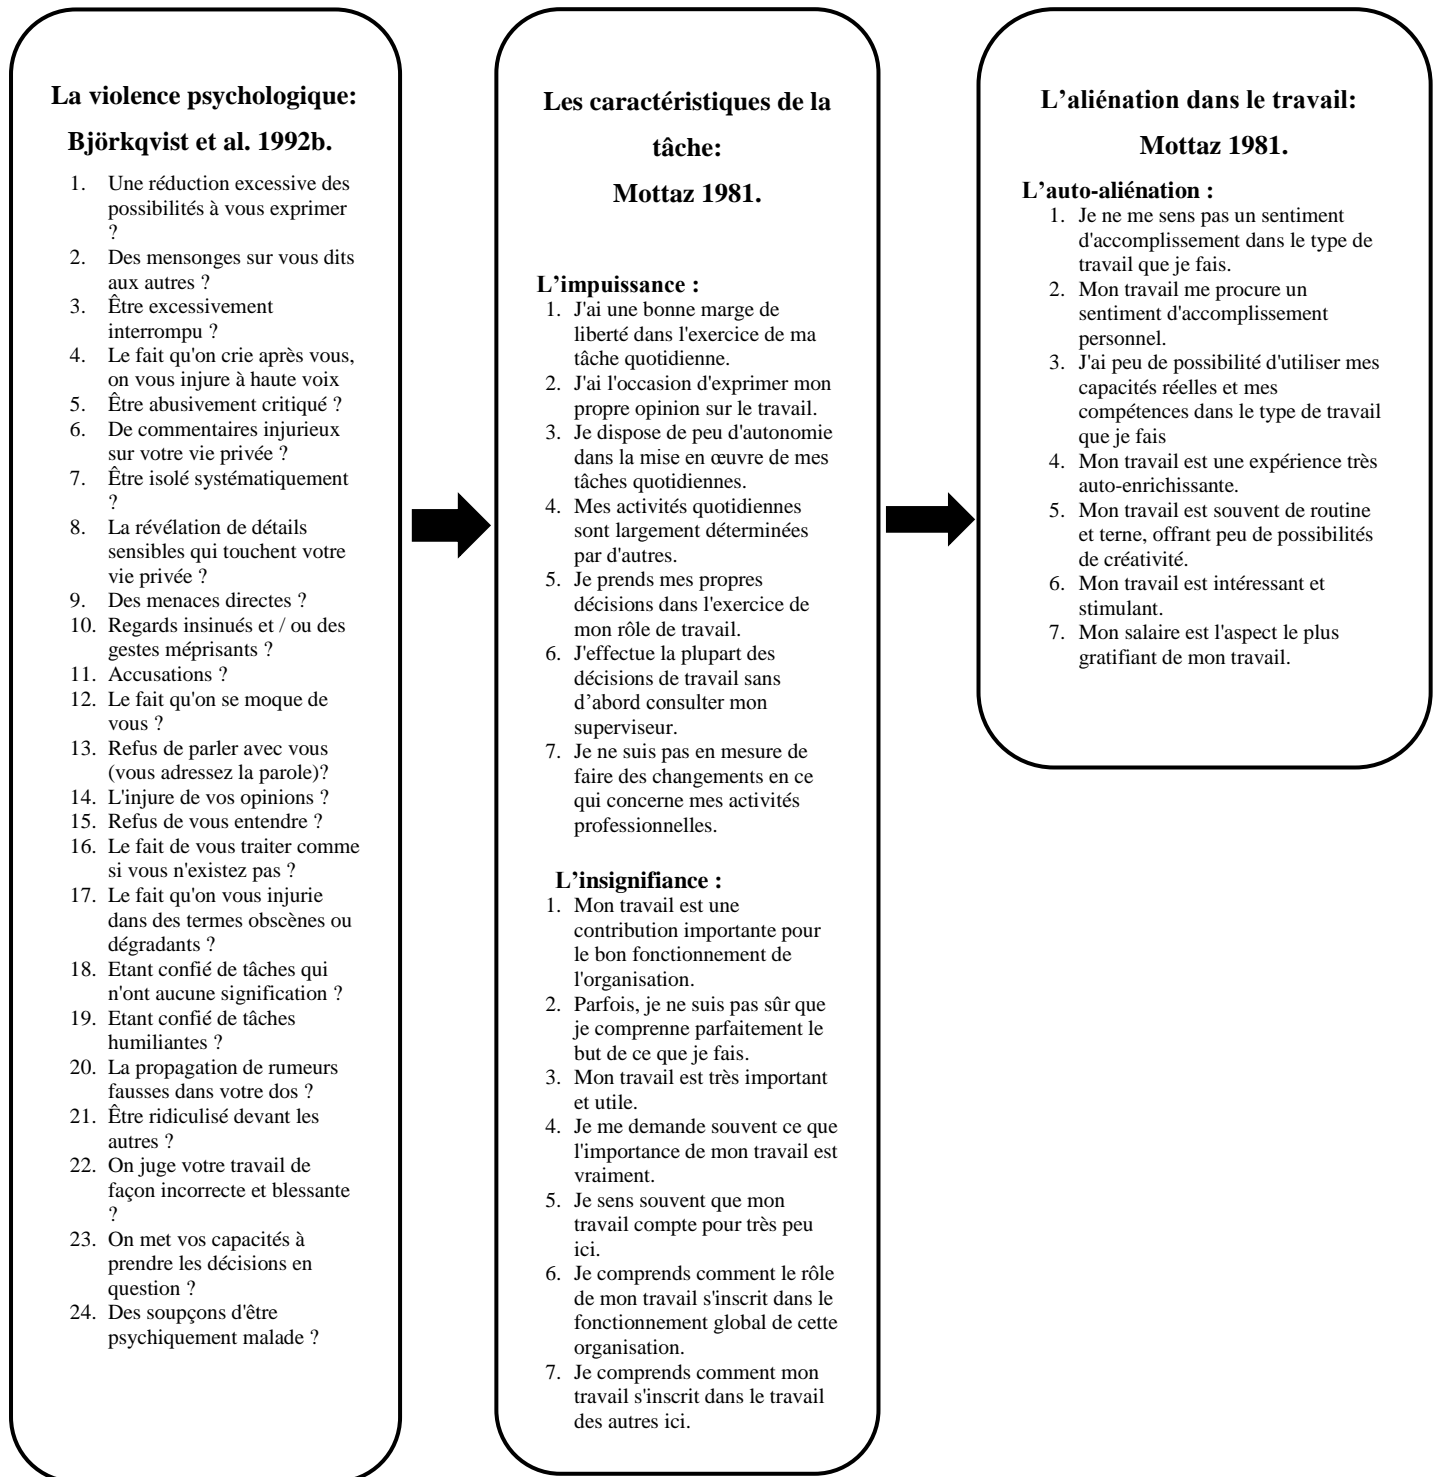 La violence psychologique:
Björkqvist et al. 1992b.
1. Une réduction excessive des
possibilités à vous exprimer
?
2. Des mensonges sur vous dits
aux autres ?
3. Être excessivement
interrompu ?
4. Le fait qu'on crie après vous,
on vous injure à haute voix
5. Être abusivement critiqué ?
6. De commentaires injurieux
sur votre vie privée ?
7. Être isolé systématiquement
?
8. La révélation de détails
sensibles qui touchent votre
vie privée ?
9. Des menaces directes ?
10. Regards insinués et / ou des
gestes méprisants ?
11. Accusations ?
12. Le fait qu'on se moque de
vous ?
13. Refus de parler avec vous
(vous adressez la parole)?
14. L'injure de vos opinions ?
15. Refus de vous entendre ?
16. Le fait de vous traiter comme
si vous n'existez pas ?
17. Le fait qu'on vous injurie
dans des termes obscènes ou
dégradants ?
18. Etant confié de tâches qui
n'ont aucune signification ?
19. Etant confié de tâches
humiliantes ?
20. La propagation de rumeurs
fausses dans votre dos ?
21. Être ridiculisé devant les
autres ?
22. On juge votre travail de
façon incorrecte et blessante
?
23. On met vos capacités à
prendre les décisions en
question ?
24. Des soupçons d'être
psychiquement malade ?
Les caractéristiques de la
tâche:
Mottaz 1981.
L'impuissance :
1. J'ai une bonne marge de
liberté dans l'exercice de ma
tâche quotidienne.
2. J'ai l'occasion d'exprimer mon
propre opinion sur le travail.
3. Je dispose de peu d'autonomie
dans la mise en œuvre de mes
tâches quotidiennes.
4. Mes activités quotidiennes
sont largement déterminées
par d'autres.
5. Je prends mes propres
décisions dans l'exercice de
mon rôle de travail.
6. J'effectue la plupart des
décisions de travail sans
d’abord consulter mon
superviseur.
7. Je ne suis pas en mesure de
faire des changements en ce
qui concerne mes activités
professionnelles.
L'insignifiance :
1. Mon travail est une
contribution importante pour
le bon fonctionnement de
l'organisation.
2. Parfois, je ne suis pas sûr que
je comprenne parfaitement le
but de ce que je fais.
3. Mon travail est très important
et utile.
4. Je me demande souvent ce que
l'importance de mon travail est
vraiment.
5. Je sens souvent que mon
travail compte pour très peu
ici.
6. Je comprends comment le rôle
de mon travail s'inscrit dans le
fonctionnement global de cette
organisation.
7. Je comprends comment mon
travail s'inscrit dans le travail
des autres ici.
L’aliénation dans le travail:
Mottaz 1981.
L'auto-aliénation :
1. Je ne me sens pas un sentiment
d'accomplissement dans le type de
travail que je fais.
2. Mon travail me procure un
sentiment d'accomplissement
personnel.
3. J'ai peu de possibilité d'utiliser mes
capacités réelles et mes
compétences dans le type de travail
que je fais
4. Mon travail est une expérience très
auto-enrichissante.
5. Mon travail est souvent de routine
et terne, offrant peu de possibilités
de créativité.
6. Mon travail est intéressant et
stimulant.
7. Mon salaire est l'aspect le plus
gratifiant de mon travail.